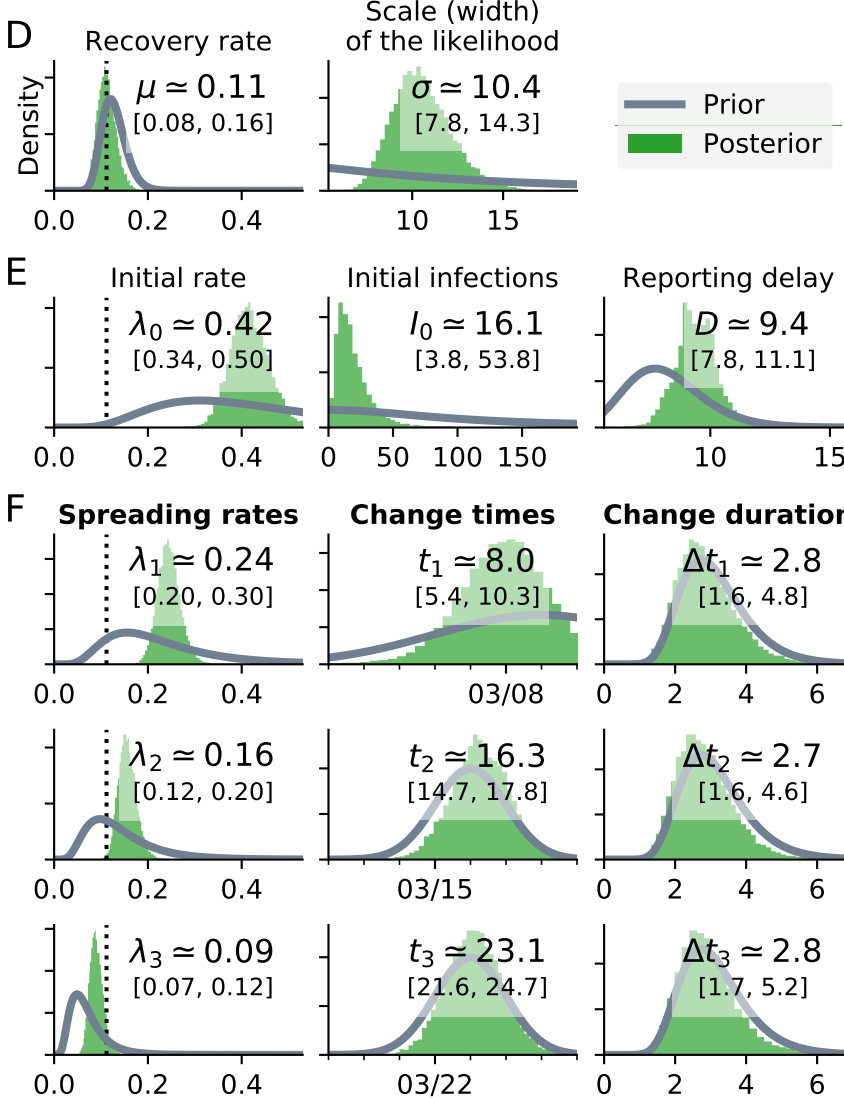 D
Recovery rate
Scale (width)
of the likelihood
Density
μ ≃ 0.11
[0.08, 0.16]
σ ≃ 10.4
[7.8, 14.3]
Prior
Posterior
0.0 0.2 0.4
10 15
E
Initial rate
Initial infections
Reporting delay
λ0 ≃ 0.42
[0.34, 0.50]
I0 ≃ 16.1
[3.8, 53.8]
D ≃ 9.4
[7.8, 11.1]
0.0 0.2 0.4
0 50 100 150
10 15
F
Spreading rates
Change times
Change duration
λ1 ≃ 0.24
[0.20, 0.30]
t1 ≃ 8.0
[5.4, 10.3]
Δt1 ≃ 2.8
[1.6, 4.8]
0.0 0.2 0.4
03/08
0 2 4 6
λ2 ≃ 0.16
[0.12, 0.20]
t2 ≃ 16.3
[14.7, 17.8]
Δt2 ≃ 2.7
[1.6, 4.6]
0.0 0.2 0.4
03/15
0 2 4 6
λ3 ≃ 0.09
[0.07, 0.12]
t3 ≃ 23.1
[21.6, 24.7]
Δt3 ≃ 2.8
[1.7, 5.2]
0.0 0.2 0.4
03/22
0 2 4 6